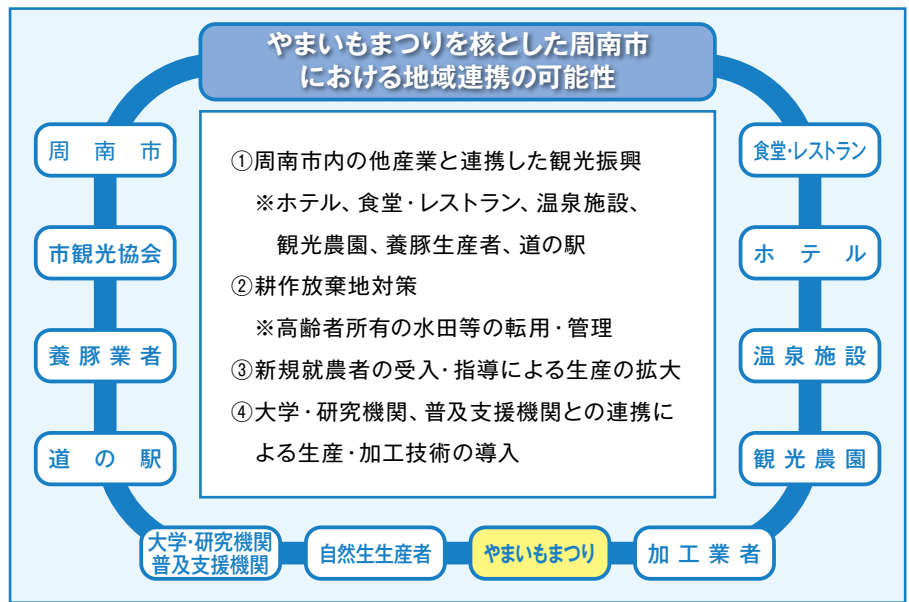 やまいもまつりを核とした周南市
における地域連携の可能性
周南市
市観光協会
養豚業者
道の駅
①周南市内の他産業と連携した観光振興
※ホテル、食堂・レストラン、温泉施設、
観光農園、養豚生産者、道の駅
②耕作放棄地対策
※高齢者所有の水田等の転用・管理
③新規就農者の受入・指導による生産の拡大
④大学・研究機関、普及支援機関との連携に
よる生産・加工技術の導入
食堂・レストラン
ホテル
温泉施設
観光農園
大学・研究機関
普及支援機関
自然生生産者
やまいもまつり
加工業者